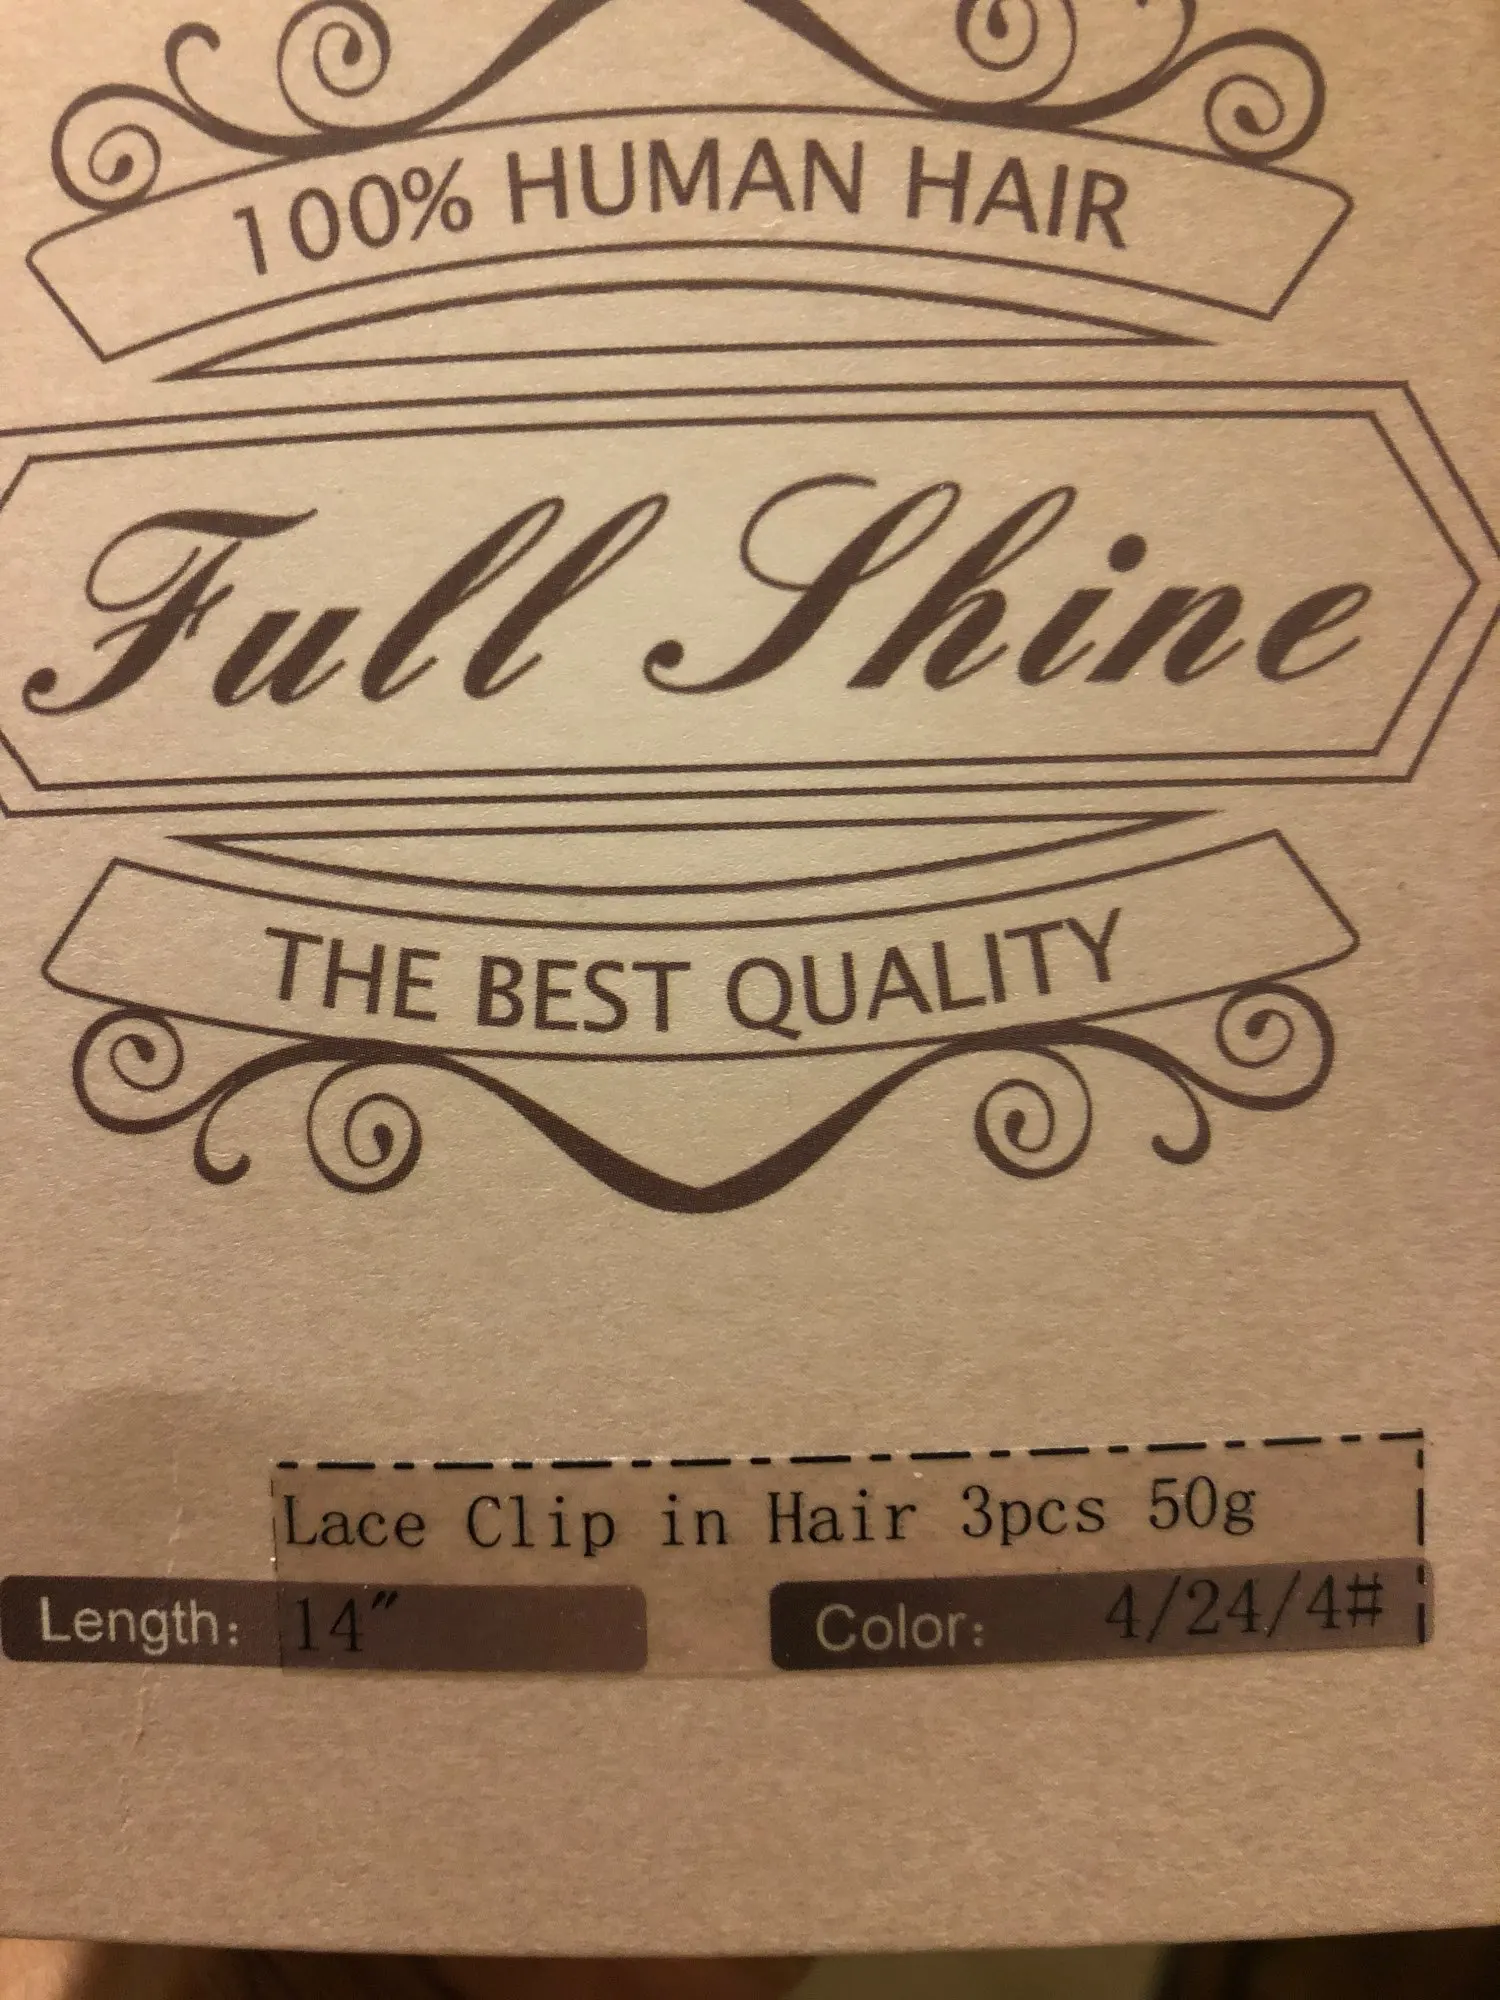 100% HUMAN HAIR
Full Shine
THE BEST QUALITY
Lace Clip in Hair 3pcs 50g
Length: 14″ Color: 4/24/4#